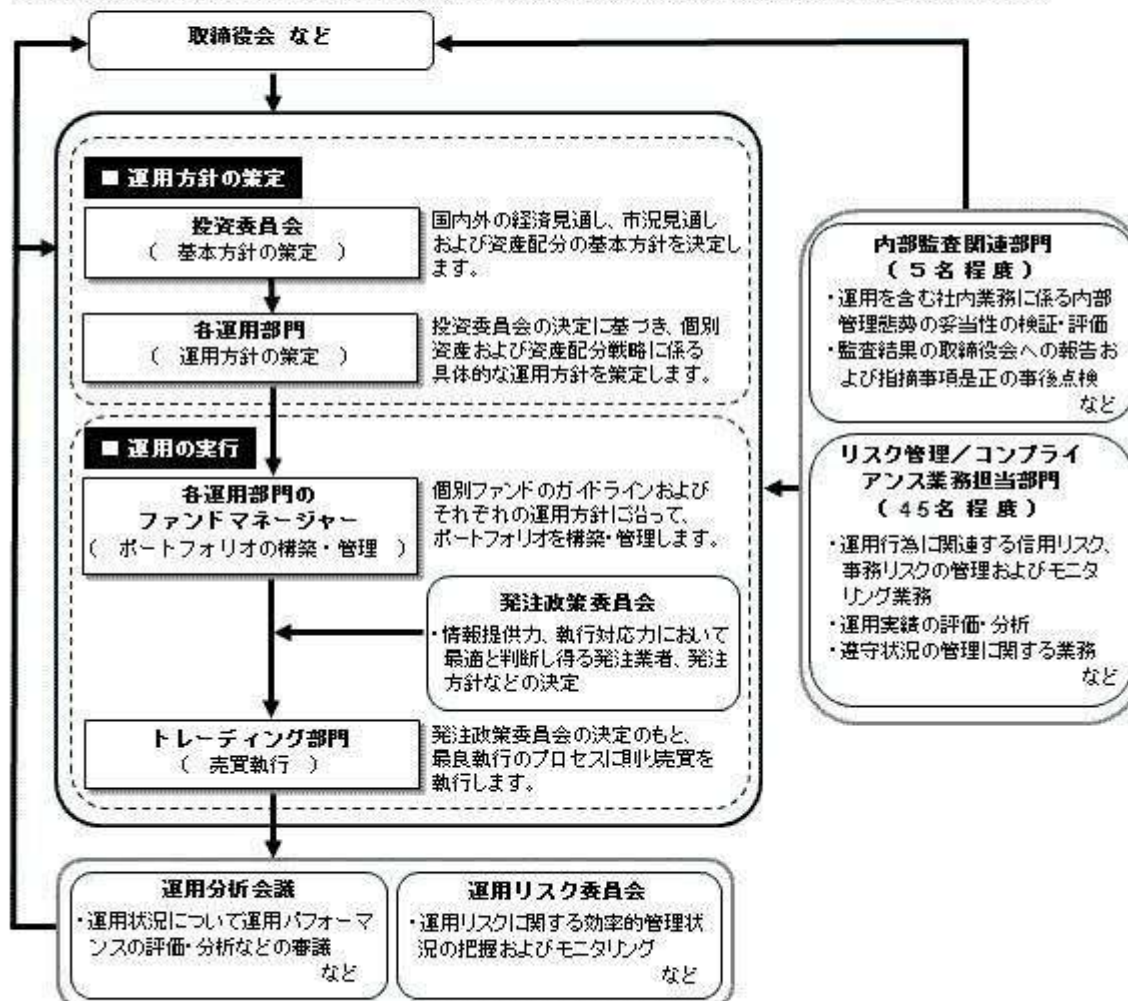 取締役会 など
■ 運用方針の策定
投資委員会
( 基本方針の策定 )
国内外の経済見通し、市況見通し
および資産配分の基本方針を決定し
ます。
各運用部門
( 運用方針の策定 )
投資委員会の決定に基づき、個別
資産および資産配分戦略に係る
具体的な運用方針を策定します。
■ 運用の実行
各運用部門の
ファンドマネージャー
( ポートフォリオの構築・管理 )
個別ファンドのガイドラインおよび
それぞれの運用方針に沿って、
ポートフォリオを構築・管理します。
発注政策委員会
・情報提供力、執行対応力において
最適と判断し得る発注業者、発注
方針などの決定
トレーディング部門
( 売買執行 )
発注政策委員会の決定のもと、
最良執行のプロセスに則り売買を
執行します。
運用分析会議
・運用状況について運用パフォーマ
ンスの評価・分析などの審議
など
運用リスク委員会
・運用リスクに関する効率的管理状
況の把握およびモニタリング
など
内部監査関連部門
( 5名程度 )
・運用を含む社内業務に係る内部
管理態勢の妥当性の検証・評価
・監査結果の取締役会への報告お
よび指摘事項是正の事後点検
など
リスク管理／コンプライ
アンス業務担当部門
( 45名程度 )
・運用行為に関連する信用リスク、
事務リスクの管理およびモニタ
リング業務
・運用実績の評価・分析
・遵守状況の管理に関する業務
など